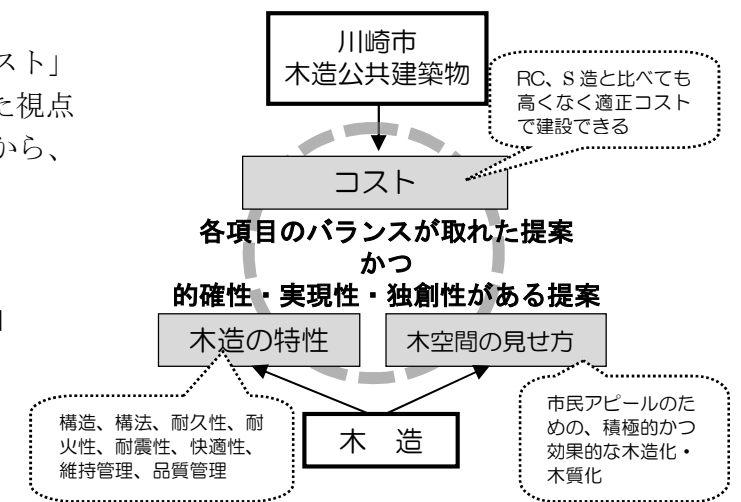 スト」
た視点
から、
川崎市
木造公共建築物
RC、S 造と比べても
高くなく適正コスト
で建設できる
コスト
各項目のバランスが取れた提案
かつ
的確性・実現性・独創性がある提案
木造の特性
木空間の見せ方
構造、構法、耐久性、耐
火性、耐震性、快適性、
維持管理、品質管理
木 造
市民アピールのた
めの、積極的かつ
効果的な木造化・
木質化